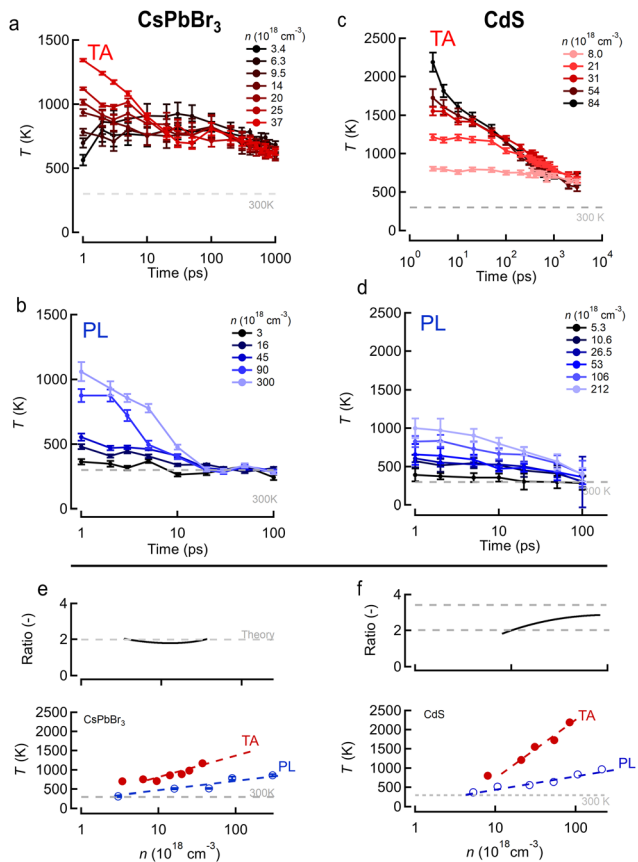 CsPbBr3
CdS
a
TA
n (10^18 cm^-3)
3.4
6.3
9.5
14
20
25
37
1500
1000
500
0
T (K)
300K
1
10
100
1000
Time (ps)
c
TA
n (10^18 cm^-3)
8.0
21
31
54
84
2500
2000
1500
1000
500
0
T (K)
300 K
10^0
10^1
10^2
10^3
10^4
Time (ps)
b
PL
n (10^18 cm^-3)
3
16
45
90
300
1500
1000
500
0
T (K)
300K
1
10
100
Time (ps)
d
PL
n (10^18 cm^-3)
5.3
10.6
26.5
53
106
212
2500
2000
1500
1000
500
0
T (K)
300 K
1
10
100
Time (ps)
e
4
2
0
Ratio (-)
Theory
CsPbBr3
2500
2000
1500
1000
500
0
T (K)
TA
PL
300K
1
10
100
n (10^18 cm^-3)
f
4
2
0
Ratio (-)
CdS
2500
2000
1500
1000
500
0
T (K)
TA
PL
300 K
1
10
100
n (10^18 cm^-3)